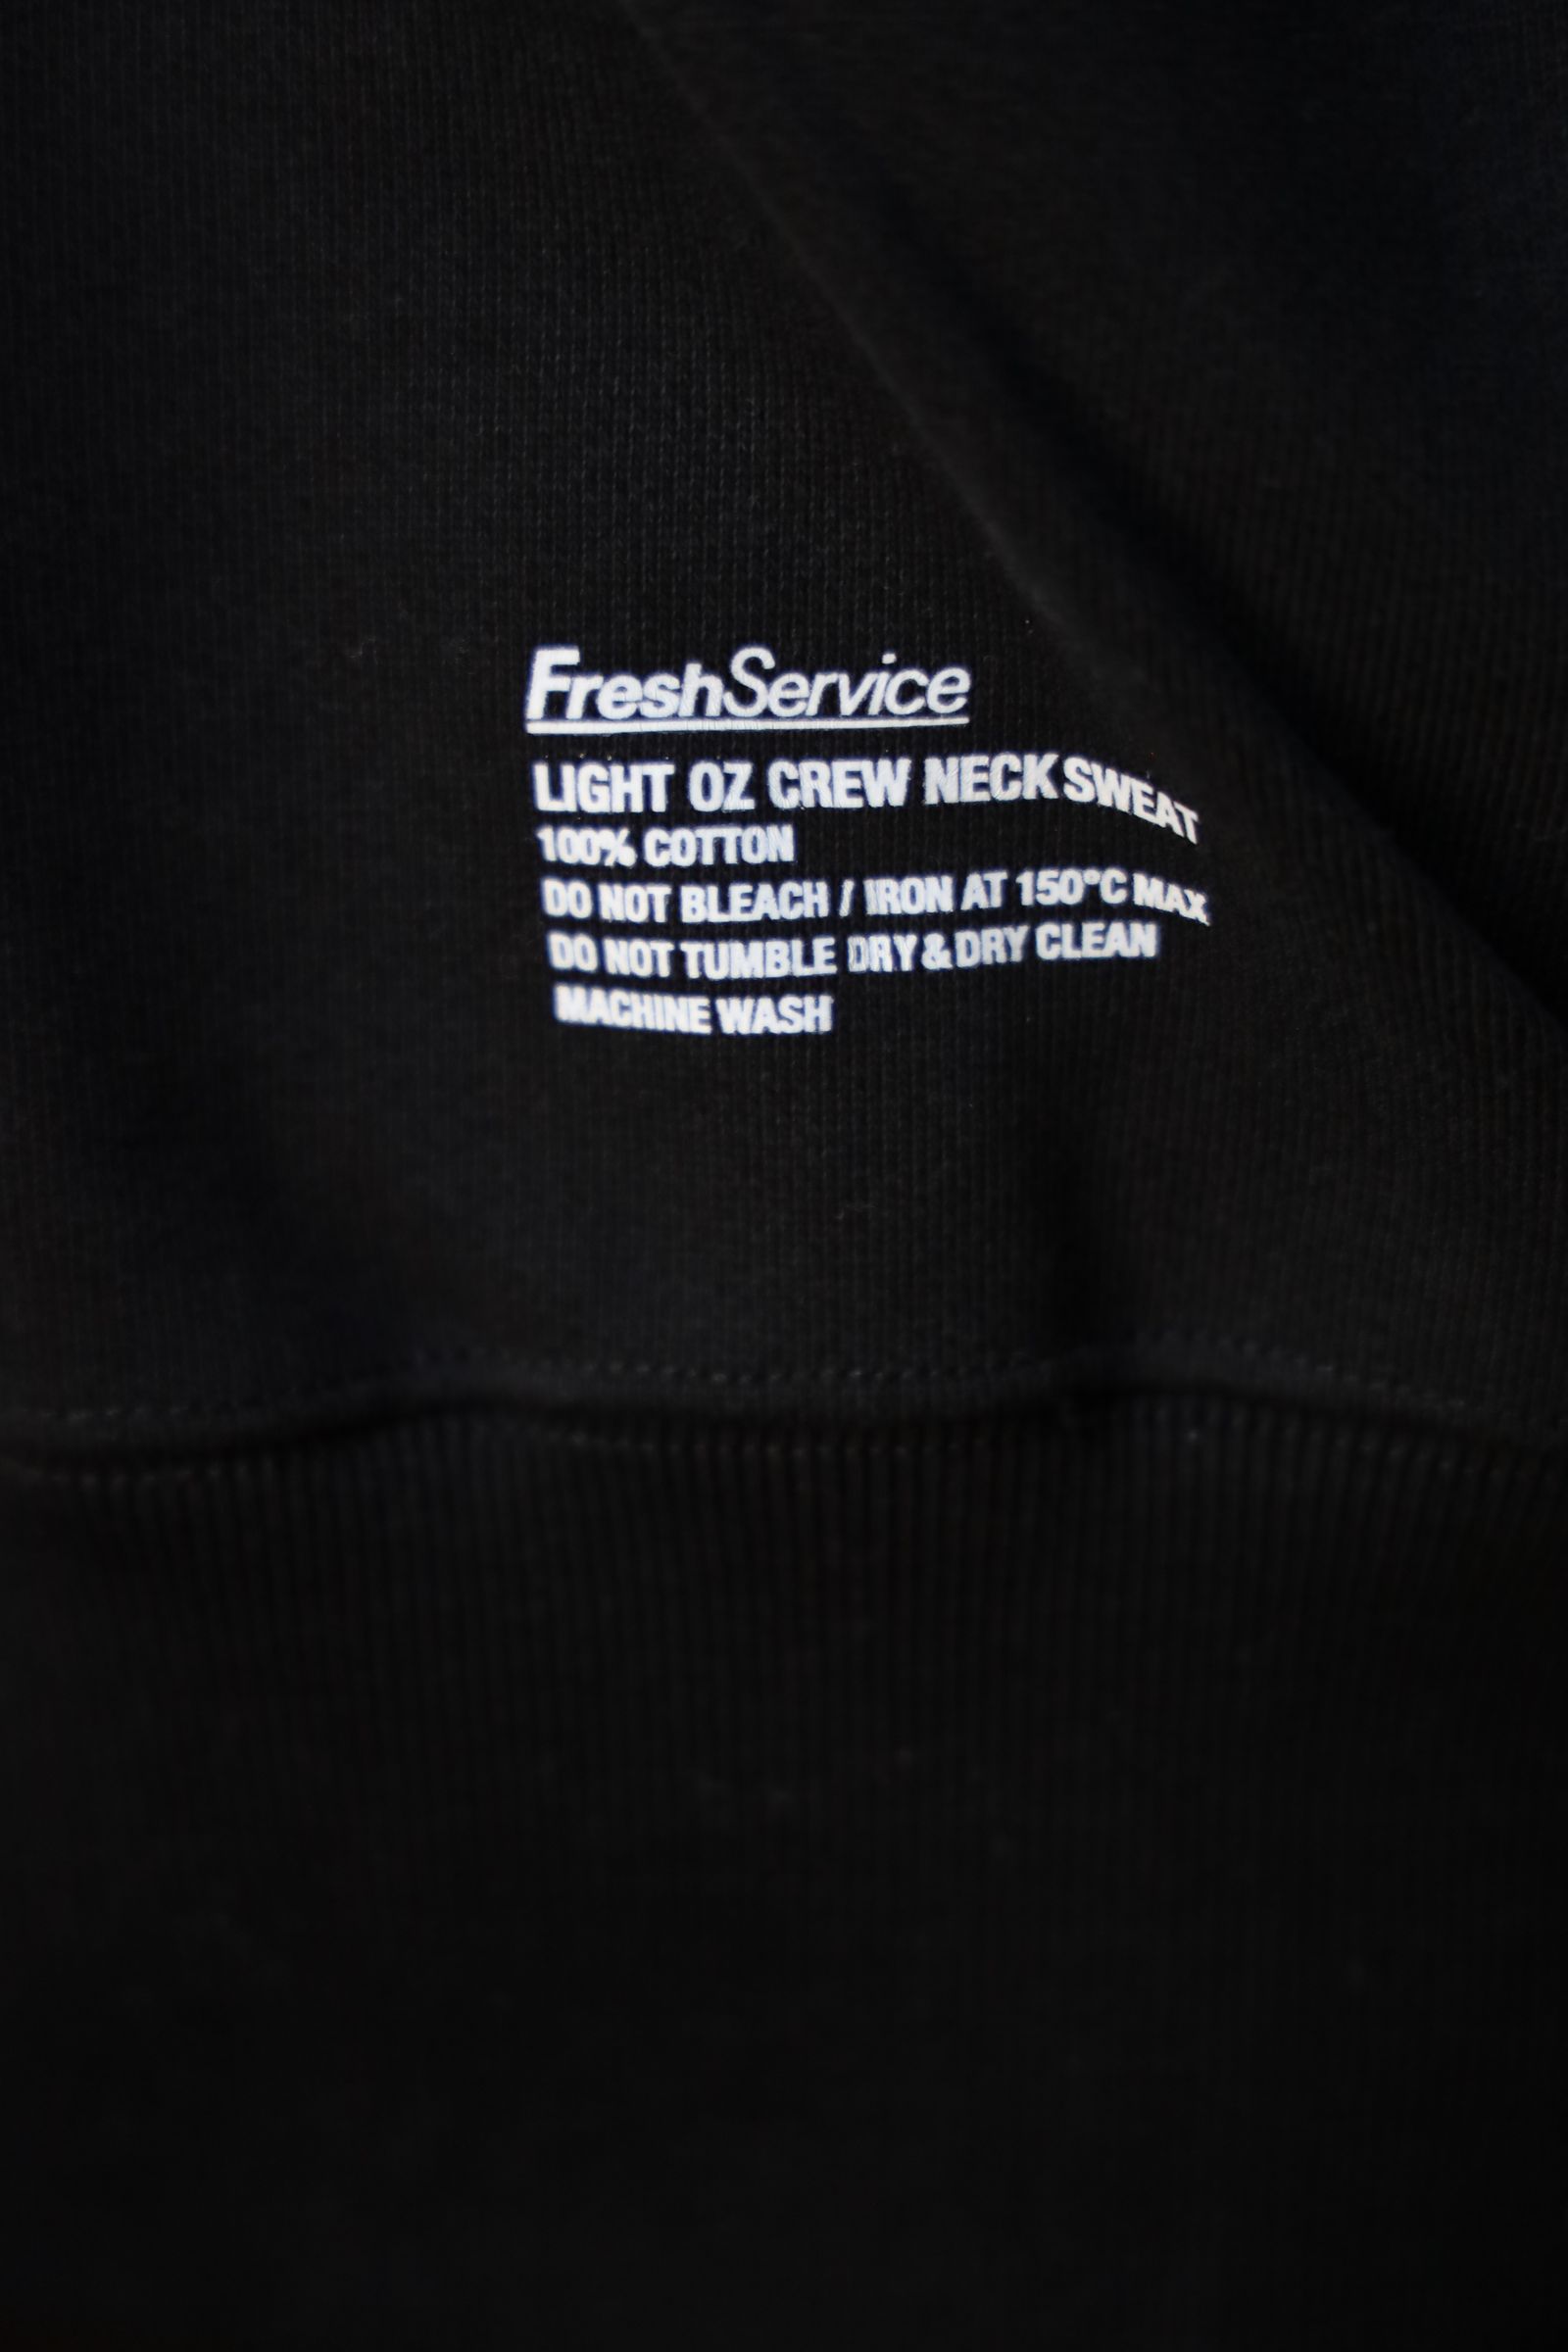 FreshService
LIGHT OZ CREW NECK SWEAT
100% COTTON
DO NOT BLEACH / IRON AT 150°C MAX
DO NOT TUMBLE DRY & DRY CLEAN
MACHINE WASH